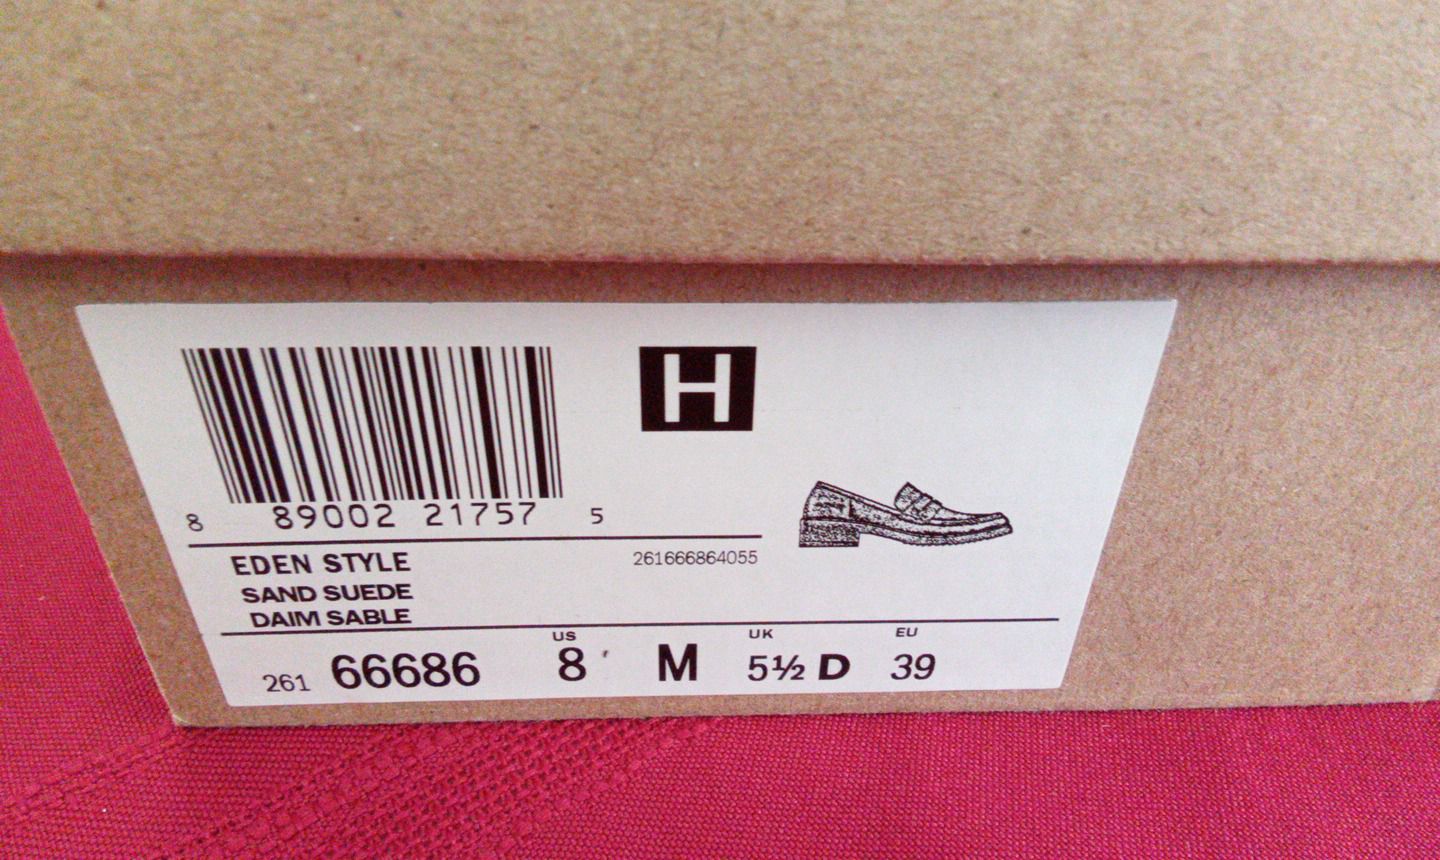 H
8 89002 21757 5
EDEN STYLE 261666864055
SAND SUEDE
DAIM SABLE
US UK EU
261 66686 8 M 5½ D 39